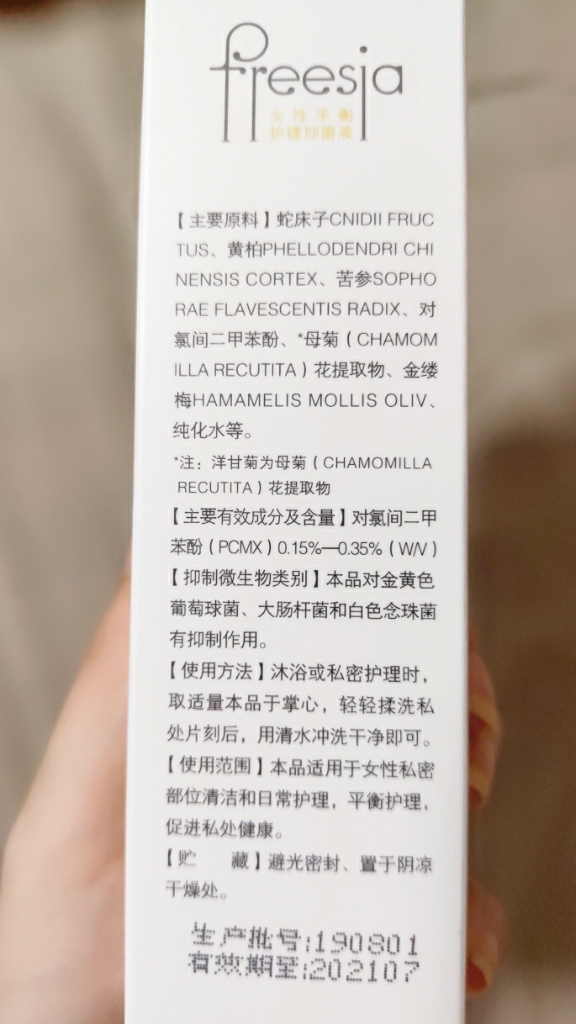 freesia
女性平衡
护理抑菌液
【主要原料】蛇床子CNIDII FRUC
TUS、黄柏PHELLODENDRI CHI
NENSIS CORTEX、苦参SOPHO
RAE FLAVESCENTIS RADIX、对
氯间二甲苯酚、*母菊（CHAMOM
ILLA RECUTITA）花提取物、金缕
梅HAMAMELIS MOLLIS OLIV、
纯化水等。
*注：洋甘菊为母菊（CHAMOMILLA
RECUTITA）花提取物
【主要有效成分及含量】对氯间二甲
苯酚（PCMX）0.15%—0.35%（W/V）
【抑制微生物类别】本品对金黄色
葡萄球菌、大肠杆菌和白色念珠菌
有抑制作用。
【使用方法】沐浴或私密护理时，
取适量本品于掌心，轻轻揉洗私
处片刻后，用清水冲洗干净即可。
【使用范围】本品适用于女性私密
部位清洁和日常护理，平衡护理，
促进私处健康。
【贮 藏】避光密封、置于阴凉
干燥处。
生产批号:190801
有效期至:202107